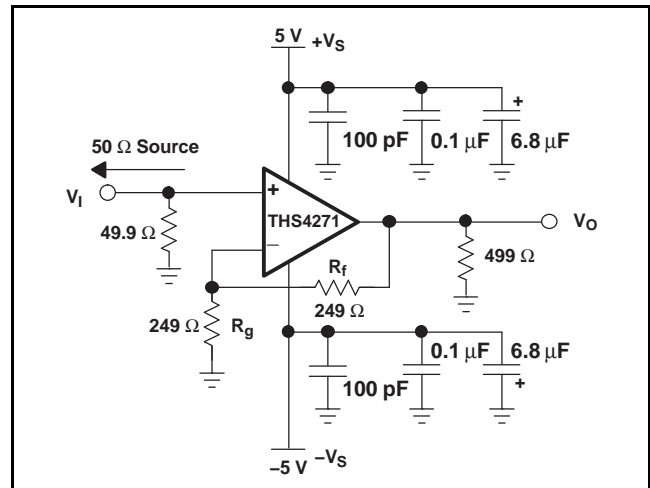 5 V +VS
+
100 pF
0.1 µF
6.8 µF
50 Ω Source
VI
+
THS4271
VO
49.9 Ω
–
Rf
499 Ω
249 Ω
249 Ω
Rg
0.1 µF
6.8 µF
100 pF
+
–5 V –VS